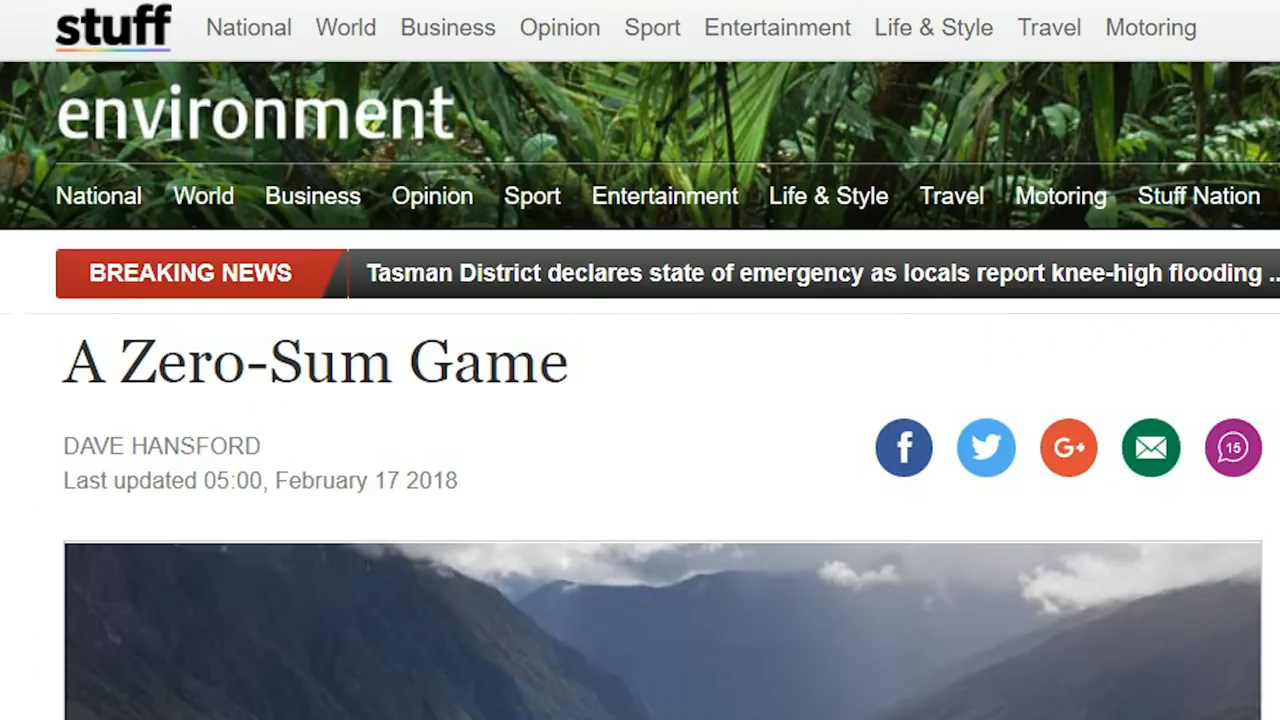 stuff National World Business Opinion Sport Entertainment Life & Style Travel Motoring
environment
National World Business Opinion Sport Entertainment Life & Style Travel Motoring Stuff Nation
BREAKING NEWS Tasman District declares state of emergency as locals report knee-high flooding ...
A Zero-Sum Game
DAVE HANSFORD
Last updated 05:00, February 17 2018
f G+ 15